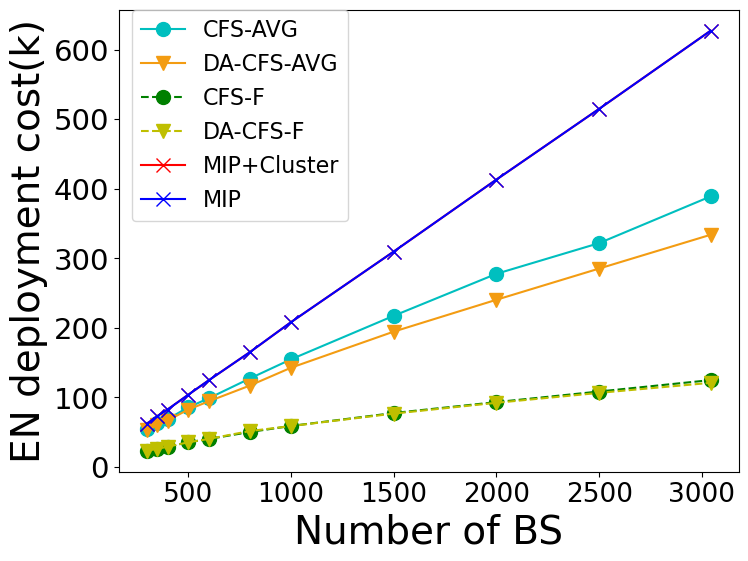 EN deployment cost(k)
600
500
400
300
200
100
0
CFS-AVG
DA-CFS-AVG
CFS-F
DA-CFS-F
MIP+Cluster
MIP
500 1000 1500 2000 2500 3000
Number of BS